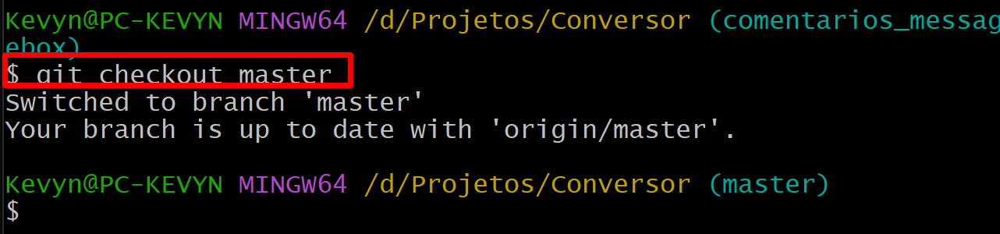 Kevyn@PC-KEVYN MINGW64 /d/Projetos/Conversor (comentarios_messag
ebox)
$ git checkout master
Switched to branch 'master'
Your branch is up to date with 'origin/master'.
Kevyn@PC-KEVYN MINGW64 /d/Projetos/Conversor (master)
$